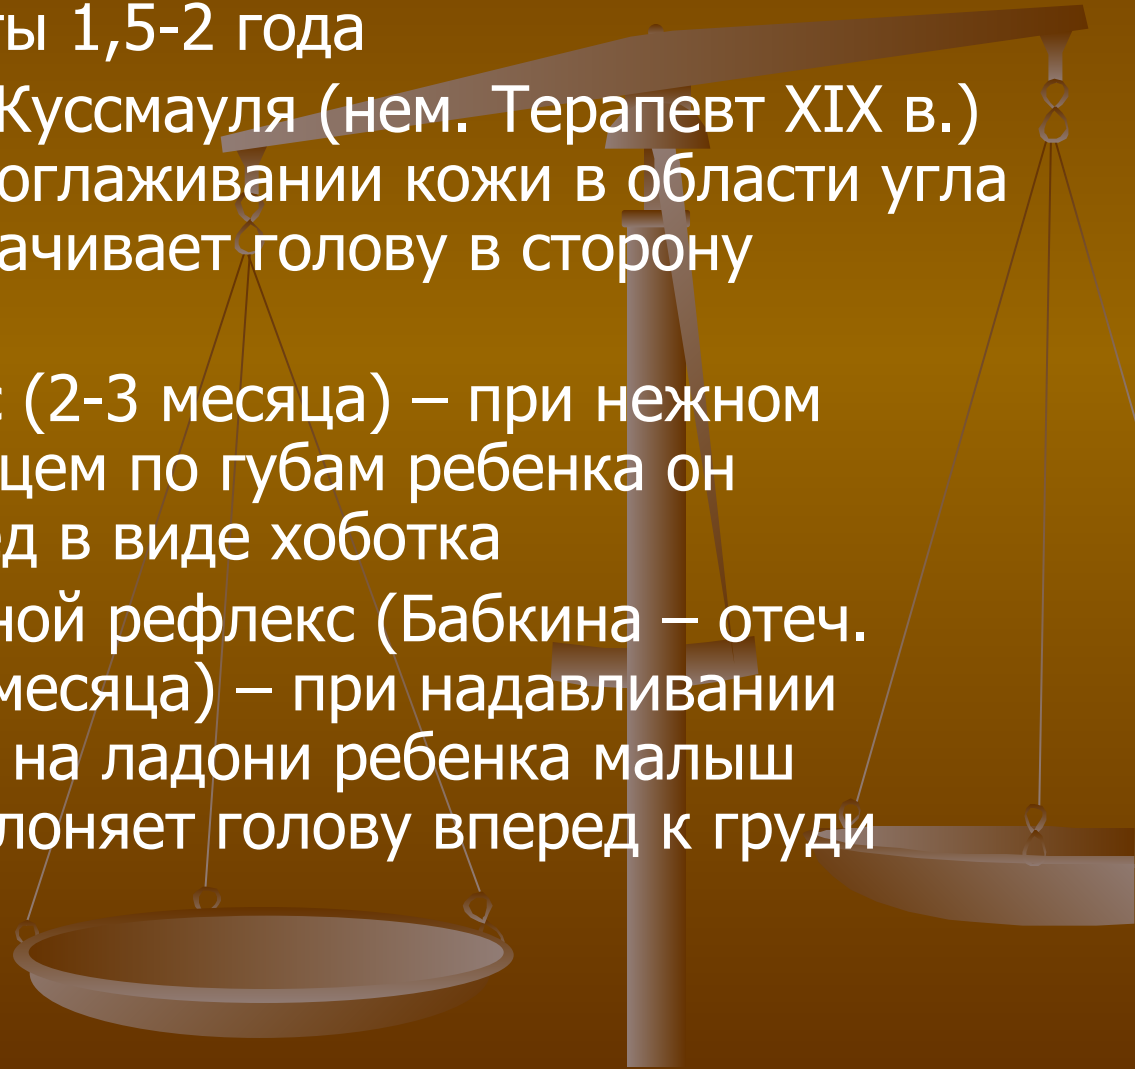 ты 1,5-2 года
Куссмауля (нем. Терапевт XIX в.)
оглаживании кожи в области угла
ачивает голову в сторону
(2-3 месяца) – при нежном
цем по губам ребенка он
д в виде хоботка
ной рефлекс (Бабкина – отеч.
месяца) – при надавливании
на ладони ребенка малыш
лоняет голову вперед к груди